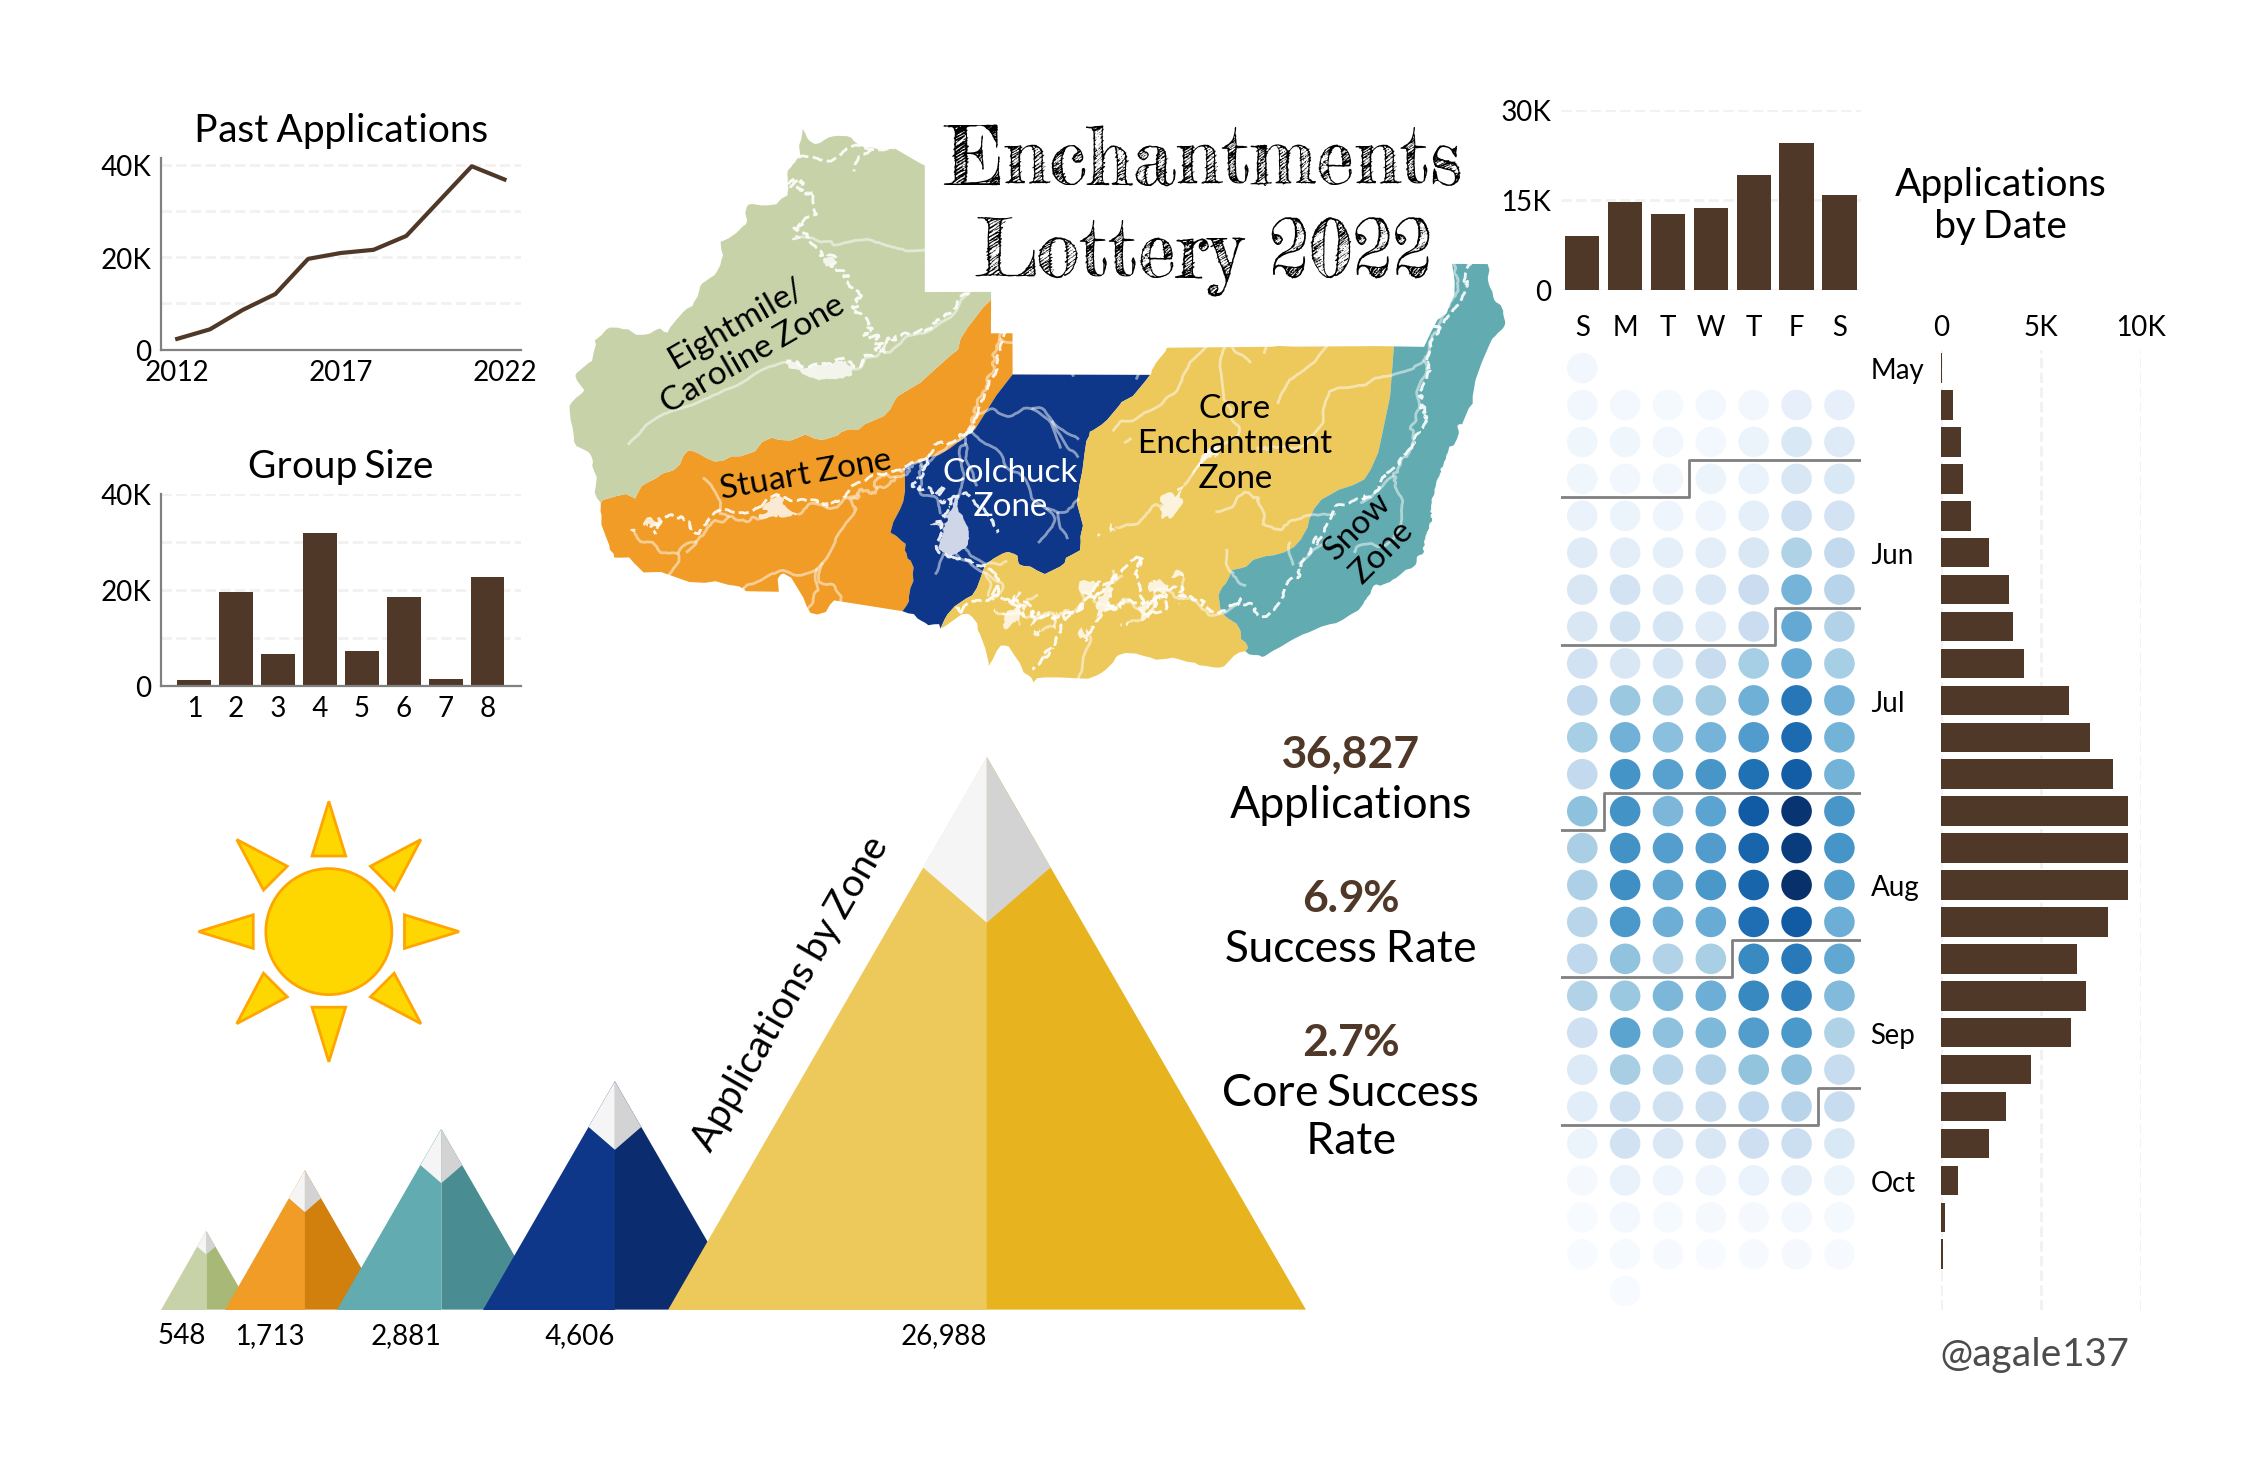 Enchantments
Lottery 2022
Past Applications
40K
20K
0
2012 2017 2022
Group Size
40K
20K
0
1 2 3 4 5 6 7 8
Eightmile/
Caroline Zone
Stuart Zone
Colchuck
Zone
Core
Enchantment
Zone
Snow
Zone
30K
15K
0
S M T W T F S
Applications
by Date
0 5K 10K
May
Jun
Jul
Aug
Sep
Oct
36,827
Applications
6.9%
Success Rate
2.7%
Core Success
Rate
Applications by Zone
548 1,713 2,881 4,606 26,988
@agale137